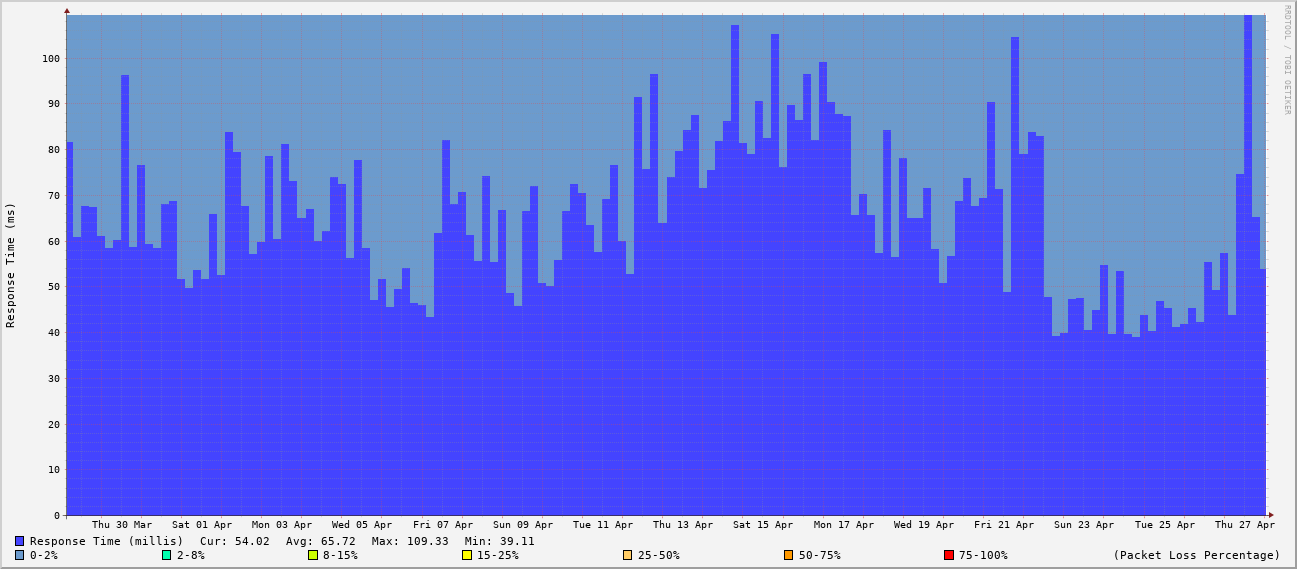 RRDTOOL / TOBI OETIKER
Response Time (ms)
100
90
80
70
60
50
40
30
20
10
0
Thu 30 Mar Sat 01 Apr Mon 03 Apr Wed 05 Apr Fri 07 Apr Sun 09 Apr Tue 11 Apr Thu 13 Apr Sat 15 Apr Mon 17 Apr Wed 19 Apr Fri 21 Apr Sun 23 Apr Tue 25 Apr Thu 27 Apr
Response Time (millis) Cur: 54.02 Avg: 65.72 Max: 109.33 Min: 39.11
0-2% 2-8% 8-15% 15-25% 25-50% 50-75% 75-100% (Packet Loss Percentage)